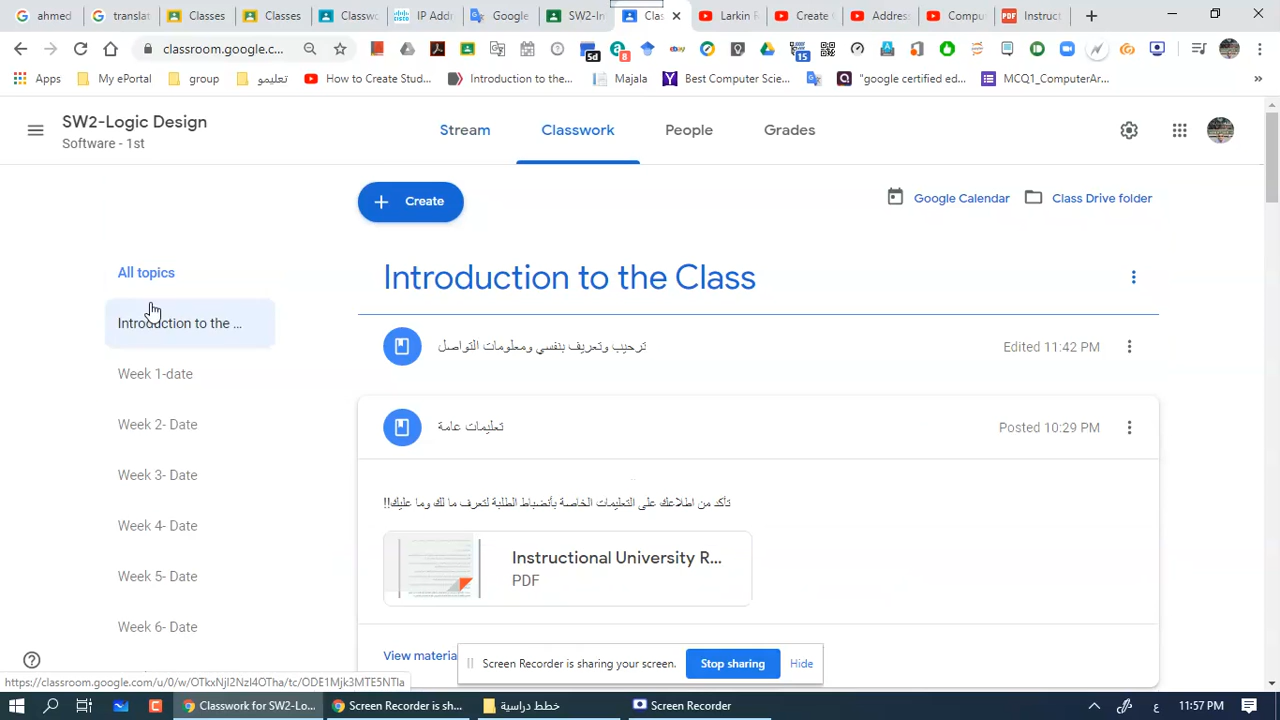 ahmed
translat
Classes
Classe
Class
IP Addr
Google
SW2-In
Clas
Larkin R
Create
Address
Compu
Instruct
classroom.google.c...
5d
8
15
Apps
My ePortal
group
تعليمو
How to Create Stud...
Introduction to the...
Majala
Best Computer Scie...
"google certified ed...
MCQ1_ComputerAr...
SW2-Logic Design
Software - 1st
Stream
Classwork
People
Grades
Create
Google Calendar
Class Drive folder
All topics
Introduction to the ...
Week 1-date
Week 2- Date
Week 3- Date
Week 4- Date
Week 5- Date
Week 6- Date
Introduction to the Class
ترحيب وتعريف بنفسي ومعلومات التواصل
Edited 11:42 PM
تعليمات عامة
Posted 10:29 PM
تأكد من اطلاعك على التعليمات الخاصة بأنضباط الطلبة لتعرف ما لك وما عليك!!
Instructional University R...
PDF
View materia
Screen Recorder is sharing your screen.
Stop sharing
Hide
https://classroom.google.com/u/0/w/OTkxNjI2NzI4OTha/tc/ODE1Mjk3MTE5NTla
Classwork for SW2-Lo...
Screen Recorder is sh...
خطط دراسية
Screen Recorder
ع
11:57 PM